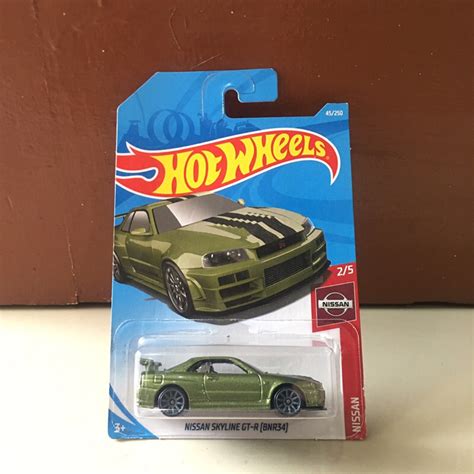 45/250
HOT WHEELS
2/5
NISSAN
NISSAN
NISSAN SKYLINE GT-R [BNR34]
3+